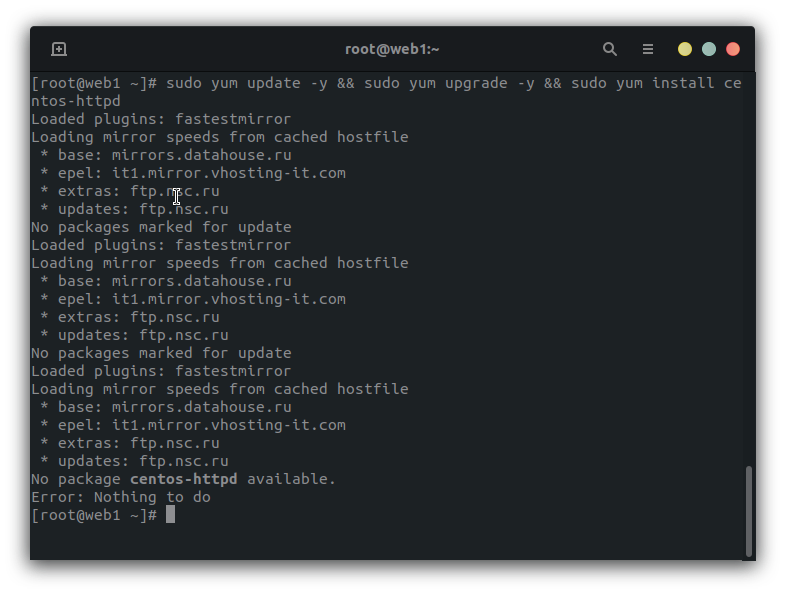 root@web1:~
[root@web1 ~]# sudo yum update -y && sudo yum upgrade -y && sudo yum install ce
ntos-httpd
Loaded plugins: fastestmirror
Loading mirror speeds from cached hostfile
 * base: mirrors.datahouse.ru
 * epel: it1.mirror.vhosting-it.com
 * extras: ftp.nsc.ru
 * updates: ftp.nsc.ru
No packages marked for update
Loaded plugins: fastestmirror
Loading mirror speeds from cached hostfile
 * base: mirrors.datahouse.ru
 * epel: it1.mirror.vhosting-it.com
 * extras: ftp.nsc.ru
 * updates: ftp.nsc.ru
No packages marked for update
Loaded plugins: fastestmirror
Loading mirror speeds from cached hostfile
 * base: mirrors.datahouse.ru
 * epel: it1.mirror.vhosting-it.com
 * extras: ftp.nsc.ru
 * updates: ftp.nsc.ru
No package centos-httpd available.
Error: Nothing to do
[root@web1 ~]#